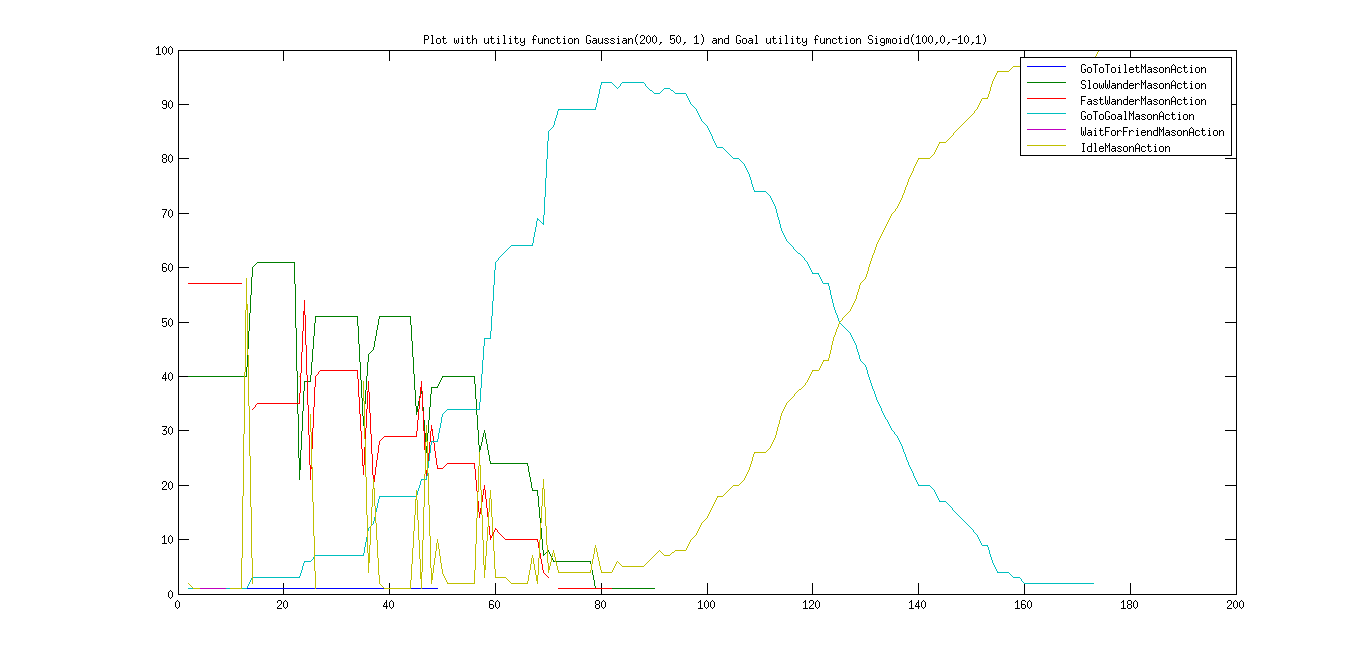 Plot with utility function Gaussian(200, 50, 1) and Goal utility function Sigmoid(100,0,-10,1)
100
90
80
70
60
50
40
30
20
10
0
GoToToiletMasonAction
SlowWanderMasonAction
FastWanderMasonAction
GoToGoalMasonAction
WaitForFriendMasonAction
IdleMasonAction
0 20 40 60 80 100 120 140 160 180 200